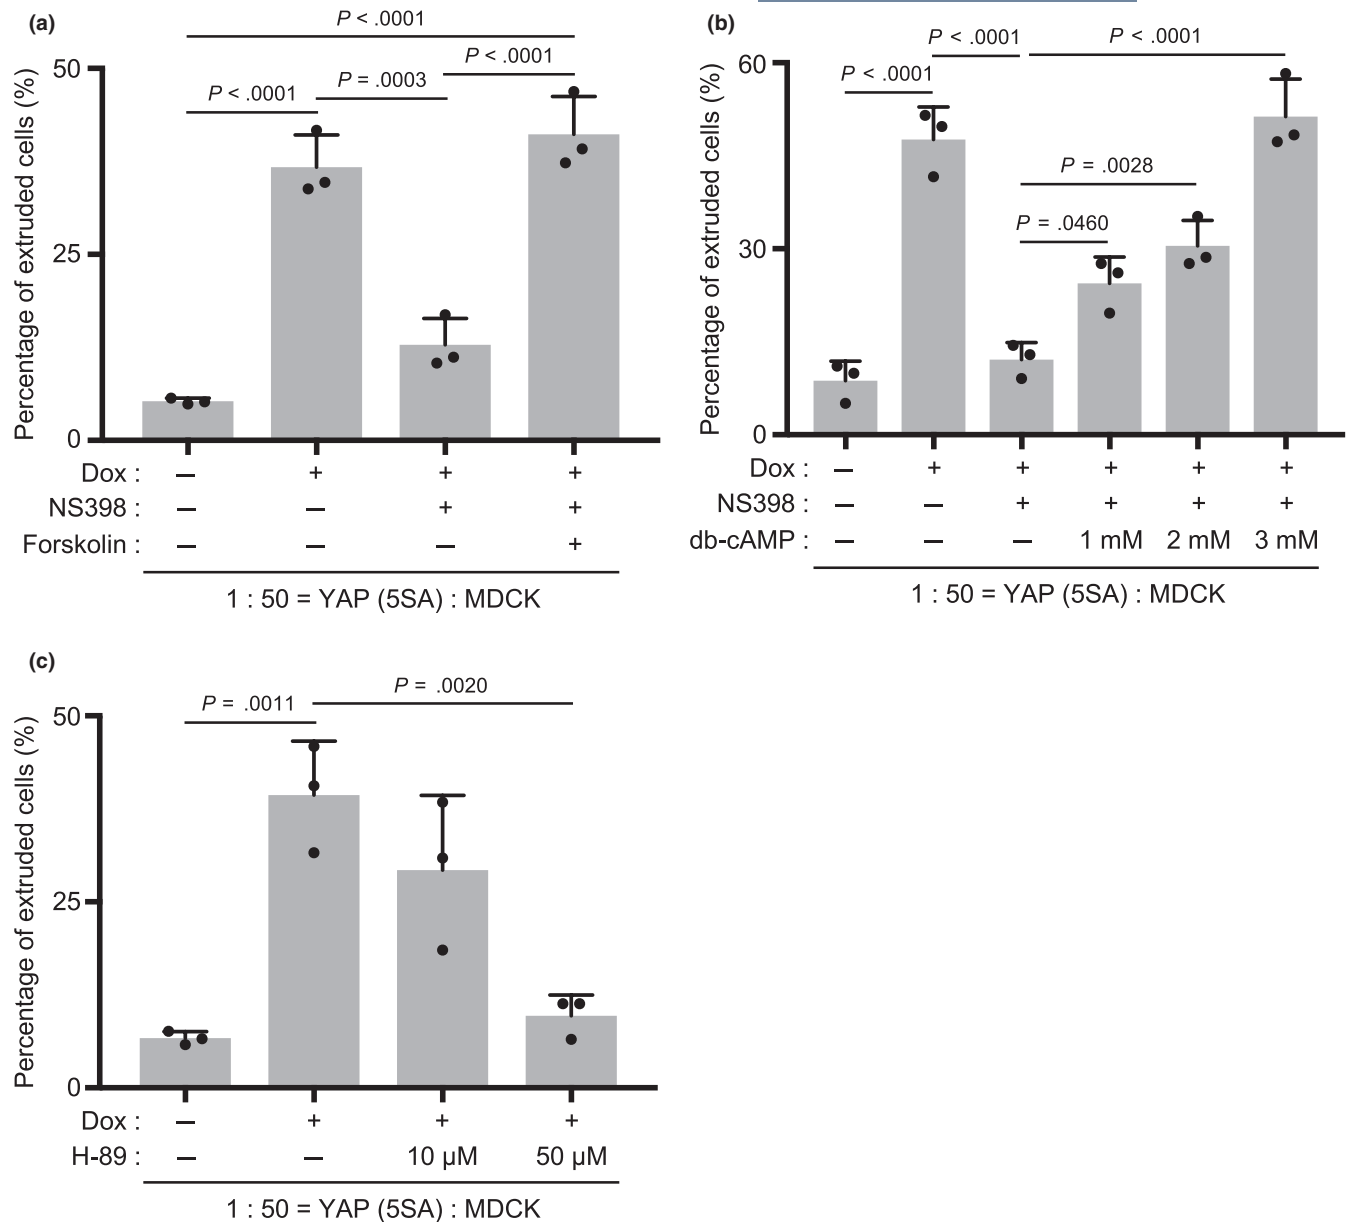 (a)
P < .0001
P < .0001
P = .0003
P < .0001
Percentage of extruded cells (%)
50
25
0
Dox : – + + +
NS398 : – – + +
Forskolin : – – – +
1 : 50 = YAP (5SA) : MDCK
(b)
P < .0001
P < .0001
P < .0001
P = .0028
P = .0460
Percentage of extruded cells (%)
60
30
0
Dox : – + + + + +
NS398 : – – + + + +
db-cAMP : – – – 1 mM 2 mM 3 mM
1 : 50 = YAP (5SA) : MDCK
(c)
P = .0020
P = .0011
Percentage of extruded cells (%)
50
25
0
Dox : – + + +
H-89 : – – 10 µM 50 µM
1 : 50 = YAP (5SA) : MDCK